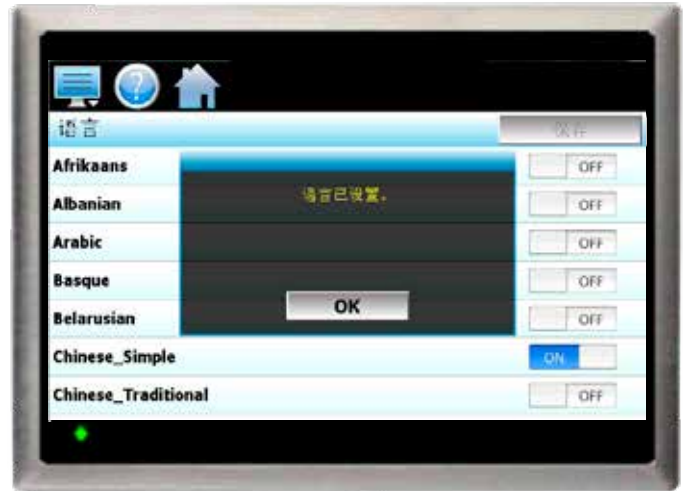 语言
保存
Afrikaans
OFF
语言已设置。
Albanian
OFF
Arabic
OFF
Basque
OFF
OK
Belarusian
OFF
Chinese_Simple
ON
Chinese_Traditional
OFF